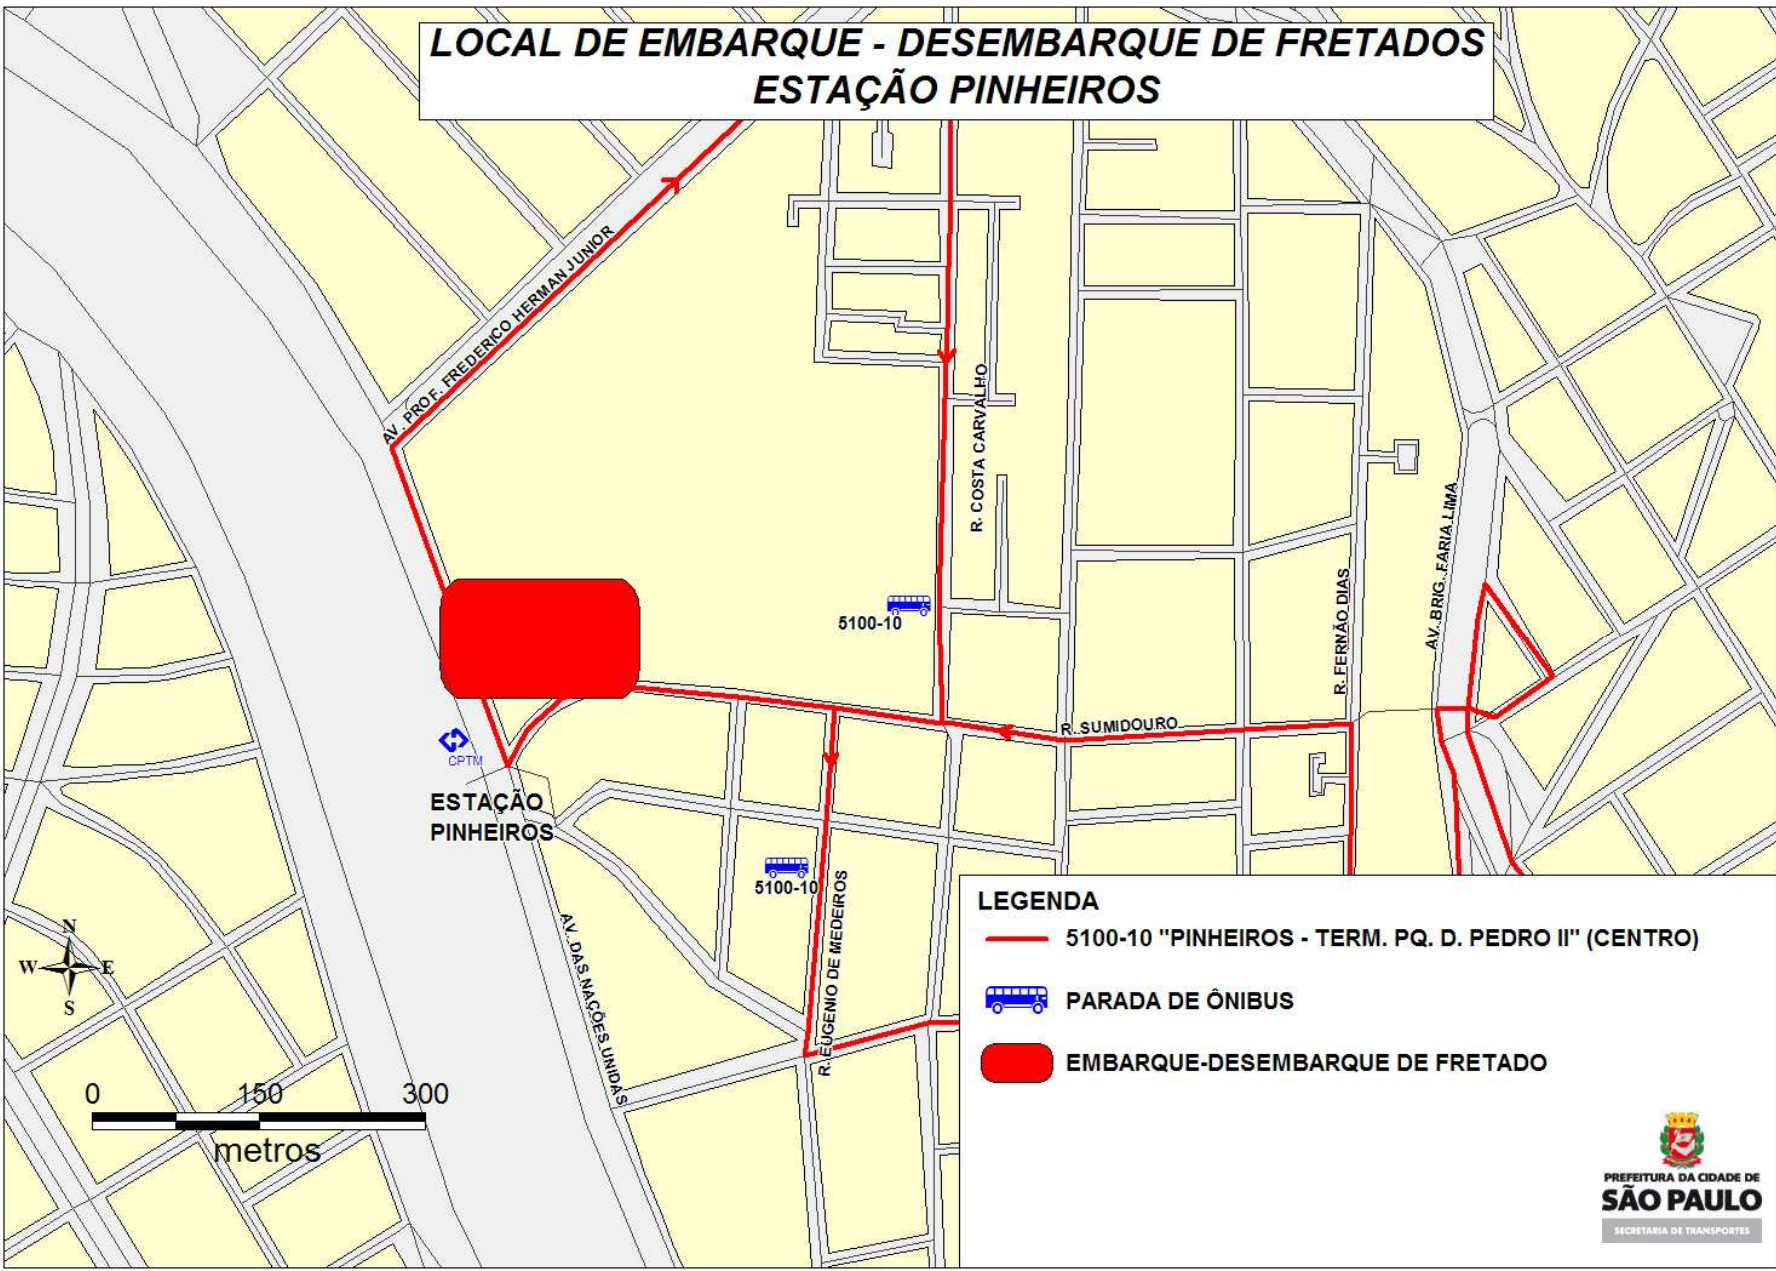 LOCAL DE EMBARQUE - DESEMBARQUE DE FRETADOS
ESTAÇÃO PINHEIROS
AV. PROF. FREDERICO HERMAN JUNIOR
R. COSTA CARVALHO
AV. BRIG. FARIA LIMA
R. FERNÃO DIAS
5100-10
R. SUMIDOURO
CPTM
ESTAÇÃO
PINHEIROS
5100-10
R. EUGENIO DE MEDEIROS
AV. DAS NAÇÕES UNIDAS
N
W
E
S
0 150 300
metros
LEGENDA
5100-10 "PINHEIROS - TERM. PQ. D. PEDRO II" (CENTRO)
PARADA DE ÔNIBUS
EMBARQUE-DESEMBARQUE DE FRETADO
PREFEITURA DA CIDADE DE
SÃO PAULO
SECRETARIA DE TRANSPORTES